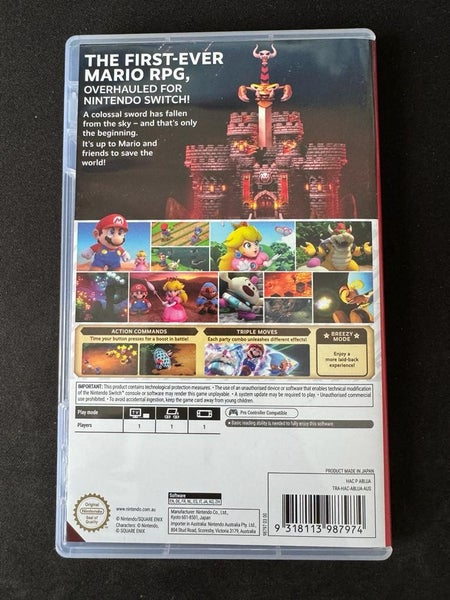 THE FIRST-EVER
MARIO RPG,
OVERHAULED FOR
NINTENDO SWITCH!
A colossal sword has fallen
from the sky – and that's only
the beginning.
It's up to Mario and
friends to save the
world!
ACTION COMMANDS
Time your button presses for a boost in battle!
TRIPLE MOVES
Each party combo unleashes different effects!
BREEZY
MODE
Enjoy a
more laid-back
experience!
IMPORTANT: This product contains technological protection measures. • The use of an unauthorised device or software that enables technical modification
of the Nintendo Switch™ console or software may render this game unplayable. • A system update may be required to play. • Unauthorised commercial
use prohibited. • To avoid accidental ingestion, keep the game card away from young children.
Play mode
Pro Controller Compatible
Players 1 1 1
• Basic reading ability is needed to fully enjoy this software.
PRODUCT MADE IN JAPAN
HAC P ABLUA
TRA-HAC-ABLUA-AUS
Original
Nintendo
Seal of
Quality
www.nintendo.com.au
© Nintendo/SQUARE ENIX
Characters: © Nintendo,
© SQUARE ENIX
Software
Manufacturer: Nintendo Co., Ltd.,
Kyoto 601-8501, Japan
Importer in Australia: Nintendo Australia Pty. Ltd.
804 Stud Road, Scoresby, Victoria 3179, Australia
9 318113 987974